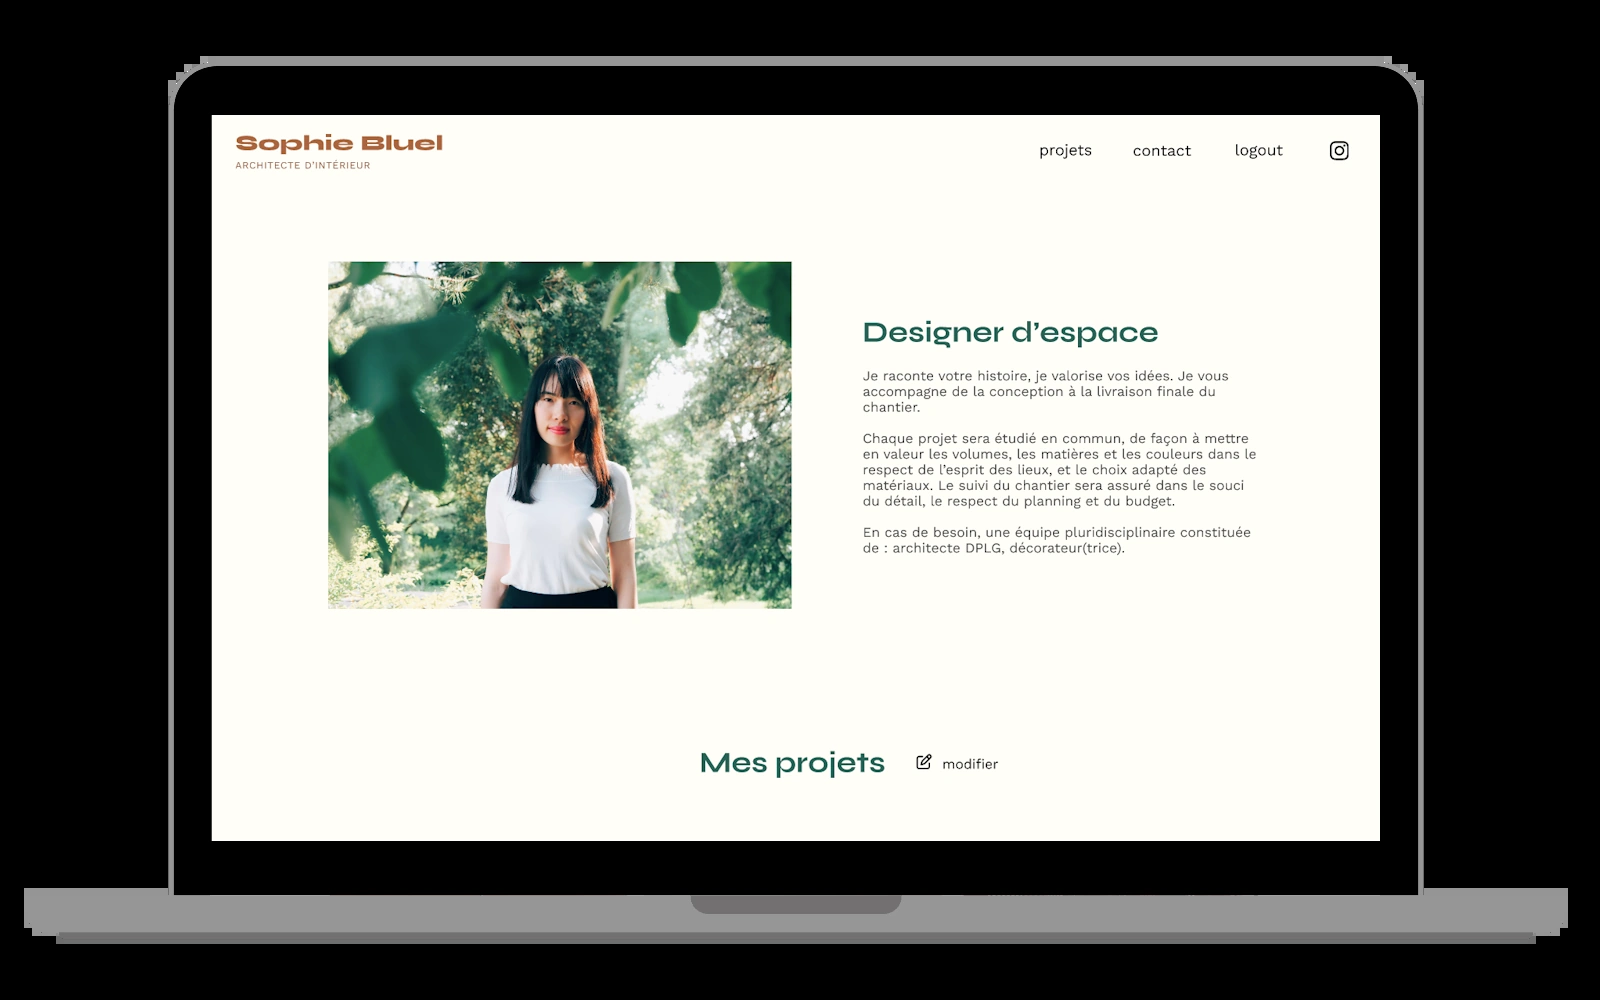 Sophie Bluel
ARCHITECTE D'INTÉRIEUR
projets
contact
logout
Designer d’espace
Je raconte votre histoire, je valorise vos idées. Je vous
accompagne de la conception à la livraison finale du
chantier.
Chaque projet sera étudié en commun, de façon à mettre
en valeur les volumes, les matières et les couleurs dans le
respect de l’esprit des lieux, et le choix adapté des
matériaux. Le suivi du chantier sera assuré dans le souci
du détail, le respect du planning et du budget.
En cas de besoin, une équipe pluridisciplinaire constituée
de : architecte DPLG, décorateur(trice).
Mes projets
modifier